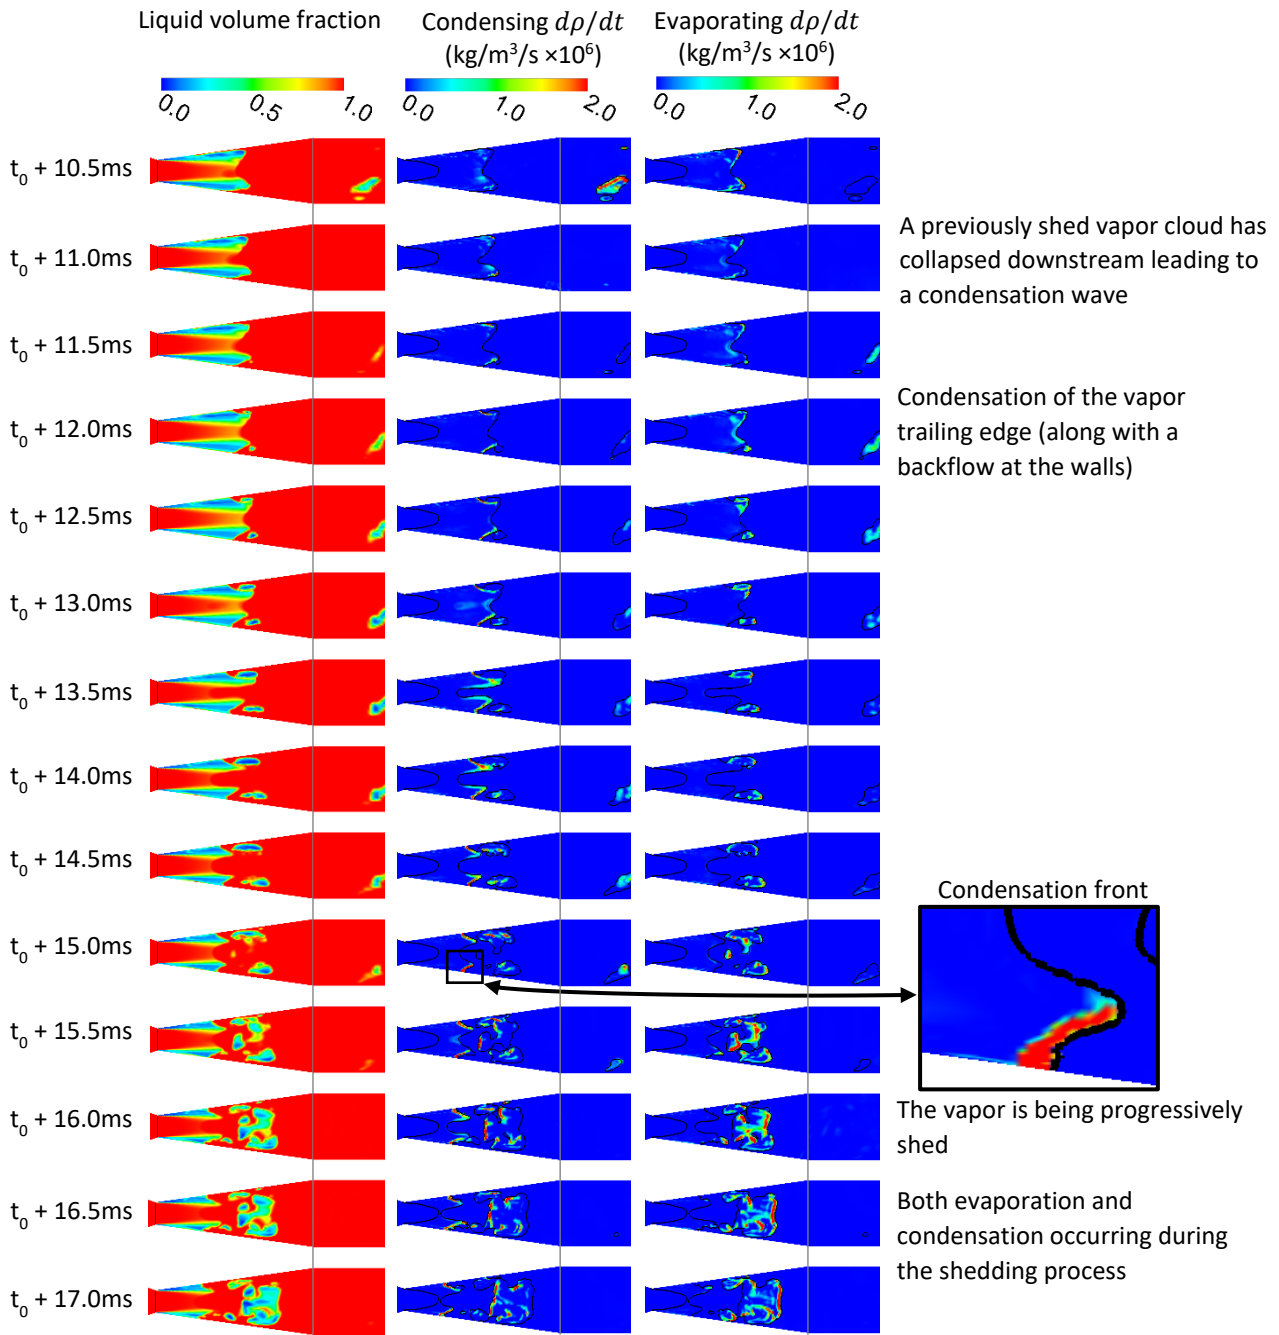 Liquid volume fraction
Condensing dρ/dt
(kg/m³/s ×10⁶)
Evaporating dρ/dt
(kg/m³/s ×10⁶)
0.0 0.5 1.0
0.0 1.0 2.0
0.0 1.0 2.0
t₀ + 10.5ms
t₀ + 11.0ms
A previously shed vapor cloud has
collapsed downstream leading to
a condensation wave
t₀ + 11.5ms
t₀ + 12.0ms
Condensation of the vapor
trailing edge (along with a
backflow at the walls)
t₀ + 12.5ms
t₀ + 13.0ms
t₀ + 13.5ms
t₀ + 14.0ms
t₀ + 14.5ms
Condensation front
t₀ + 15.0ms
t₀ + 15.5ms
t₀ + 16.0ms
The vapor is being progressively
shed
t₀ + 16.5ms
Both evaporation and
condensation occurring during
the shedding process
t₀ + 17.0ms